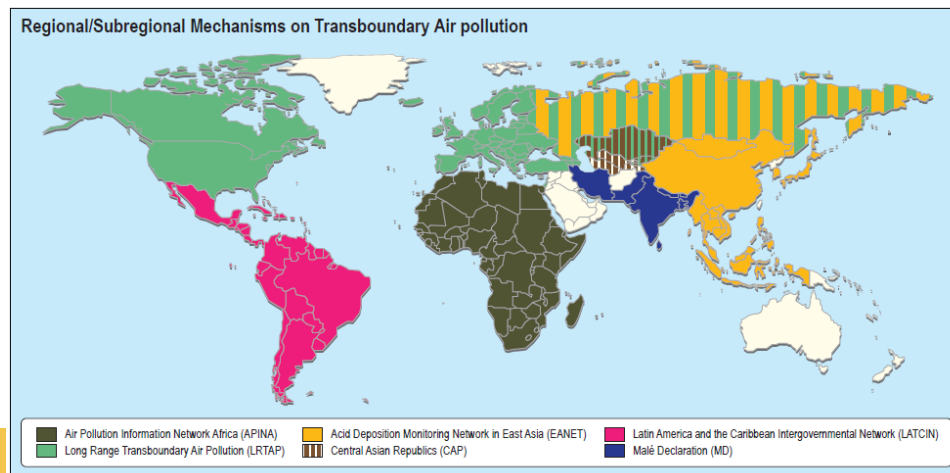 Regional/Subregional Mechanisms on Transboundary Air pollution
Air Pollution Information Network Africa (APINA)
Acid Deposition Monitoring Network in East Asia (EANET)
Latin America and the Caribbean Intergovernmental Network (LATCIN)
Long Range Transboundary Air Pollution (LRTAP)
Central Asian Republics (CAP)
Malé Declaration (MD)